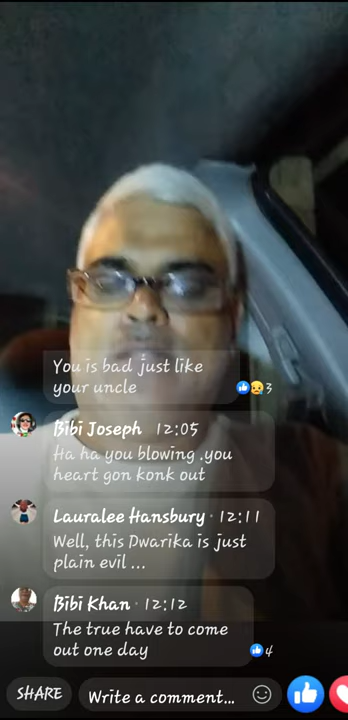 You is bad just like
your uncle
3
Bibi Joseph 12:05
Ha ha you blowing .you
heart gon konk out
Lauralee Hansbury · 12:11
Well, this Dwarika is just
plain evil ...
Bibi Khan · 12:12
The true have to come
out one day
4
SHARE
Write a comment...